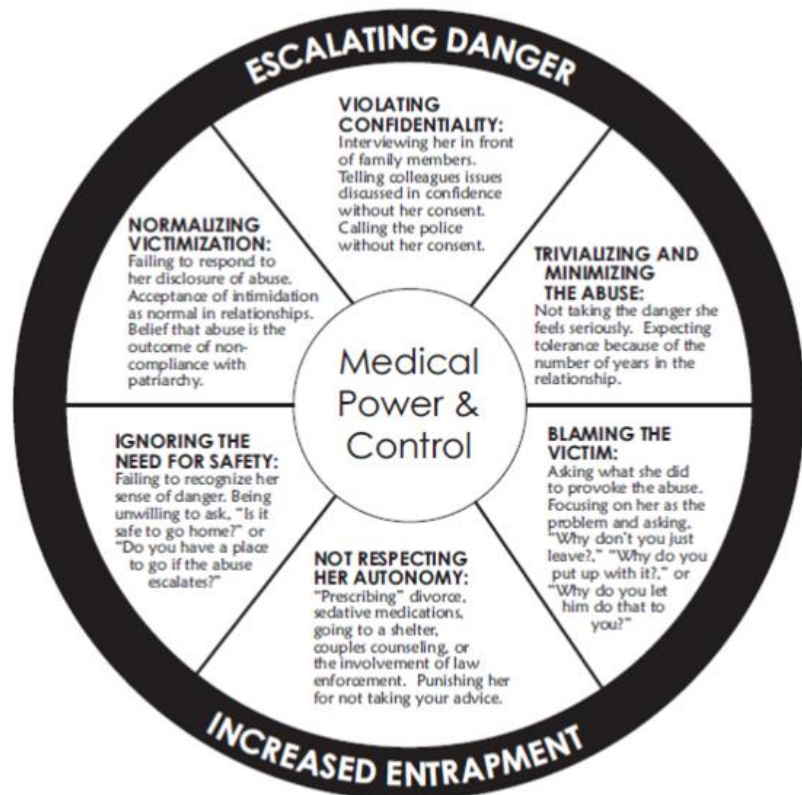 ESCALATING DANGER
VIOLATING
CONFIDENTIALITY:
Interviewing her in front
of family members.
Telling colleagues issues
discussed in confidence
without her consent.
Calling the police
without her consent.
TRIVIALIZING AND
MINIMIZING
THE ABUSE:
Not taking the danger she
feels seriously. Expecting
tolerance because of the
number of years in the
relationship.
BLAMING THE
VICTIM:
Asking what she did
to provoke the abuse.
Focusing on her as the
problem and asking,
"Why don't you just
leave?," "Why do you
put up with it?," or
"Why do you let
him do that to
you?"
NOT RESPECTING
HER AUTONOMY:
"Prescribing" divorce,
sedative medications,
going to a shelter,
couples counseling, or
the involvement of law
enforcement. Punishing her
for not taking your advice.
IGNORING THE
NEED FOR SAFETY:
Failing to recognize her
sense of danger. Being
unwilling to ask, "Is it
safe to go home?" or
"Do you have a place
to go if the abuse
escalates?"
NORMALIZING
VICTIMIZATION:
Failing to respond to
her disclosure of abuse.
Acceptance of intimidation
as normal in relationships.
Belief that abuse is the
outcome of non-
compliance with
patriarchy.
Medical
Power &
Control
INCREASED ENTRAPMENT